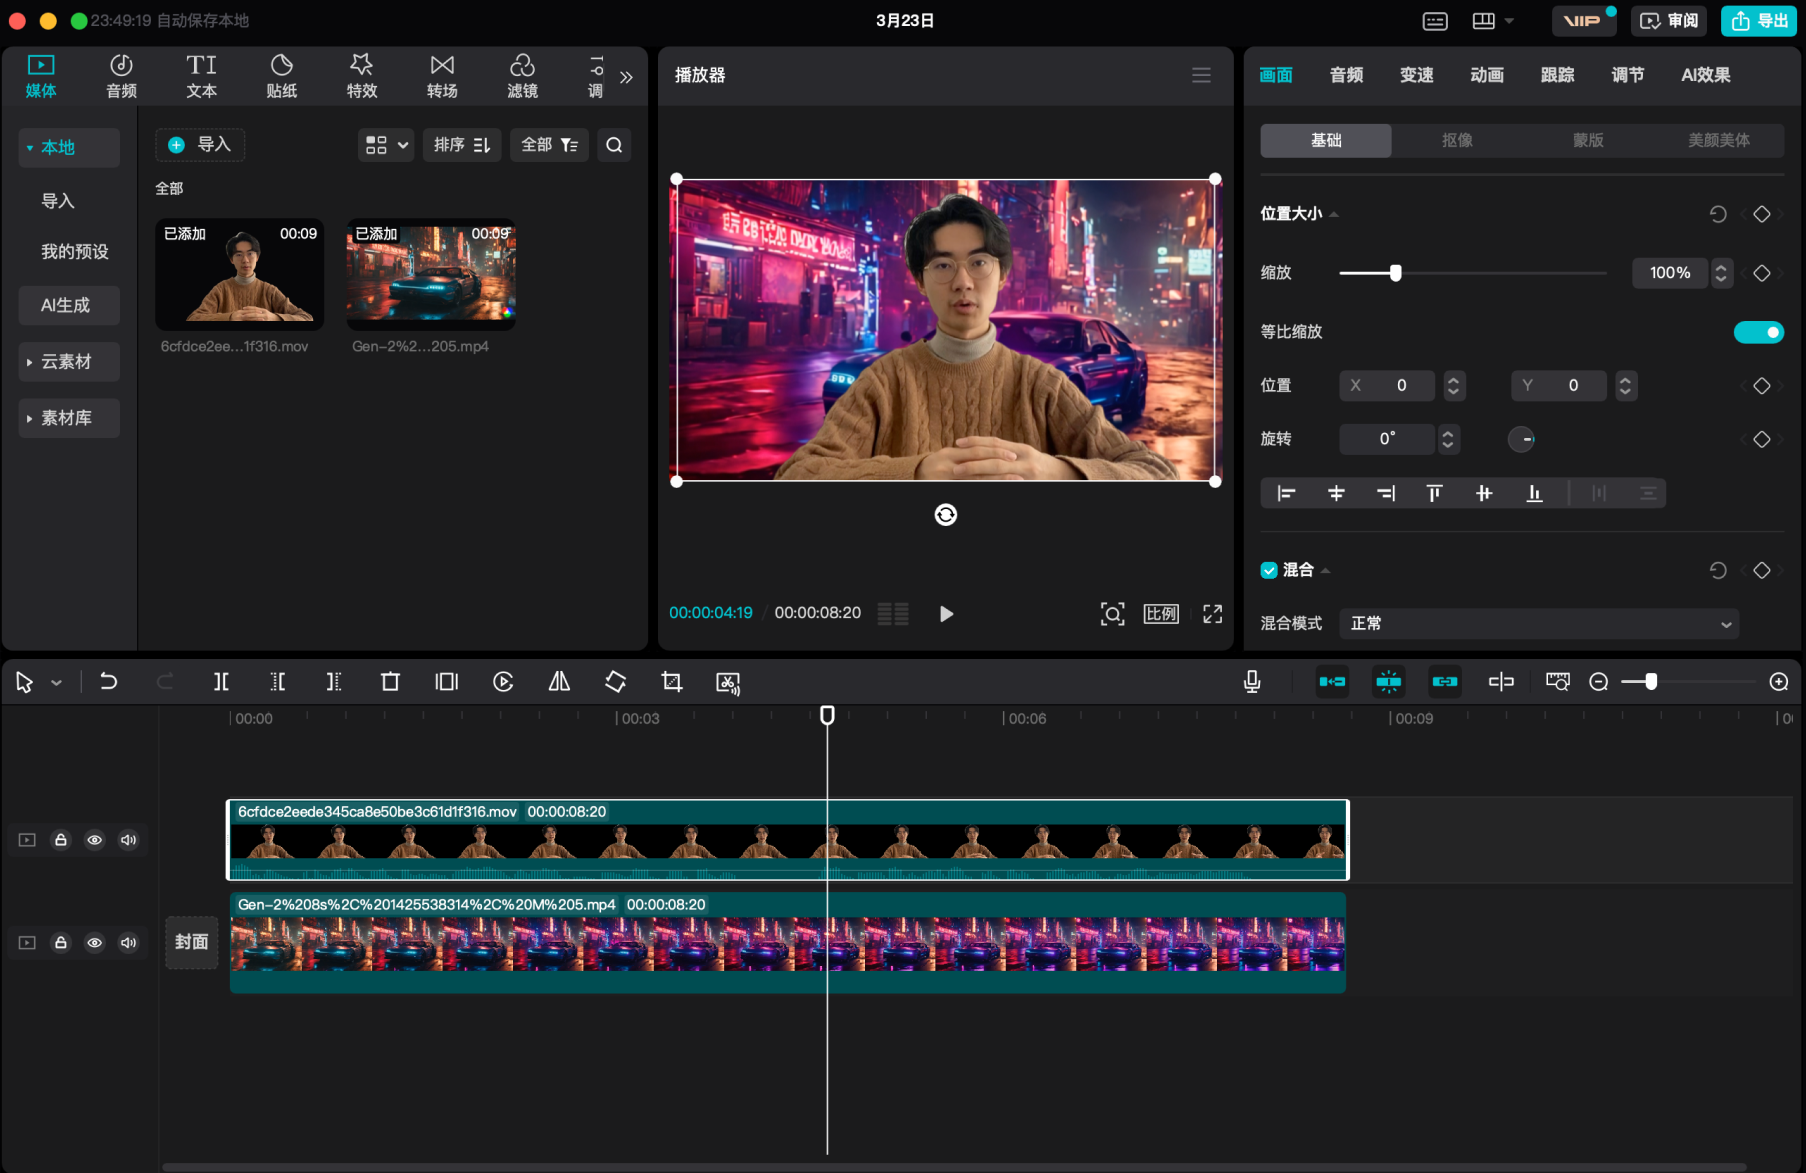 23:49:19 自动保存本地
3月23日
VIP
审阅
导出
媒体
音频
TI
文本
贴纸
特效
转场
滤镜
调
播放器
画面
音频
变速
动画
跟踪
调节
AI效果
本地
导入
我的预设
AI生成
云素材
素材库
导入
排序
全部
全部
已添加 00:09
已添加 00:09
6cfdce2ee...1f316.mov
Gen-2%2...205.mp4
00:00:04:19 / 00:00:08:20
比例
基础
抠像
蒙版
美颜美体
位置大小
缩放
100%
等比缩放
位置
X 0
Y 0
旋转
0°
混合
混合模式
正常
00:00
00:03
00:06
00:09
6cfdce2eede345ca8e50be3c61d1f316.mov 00:00:08:20
封面
Gen-2%208s%2C%201425538314%2C%20M%205.mp4 00:00:08:20